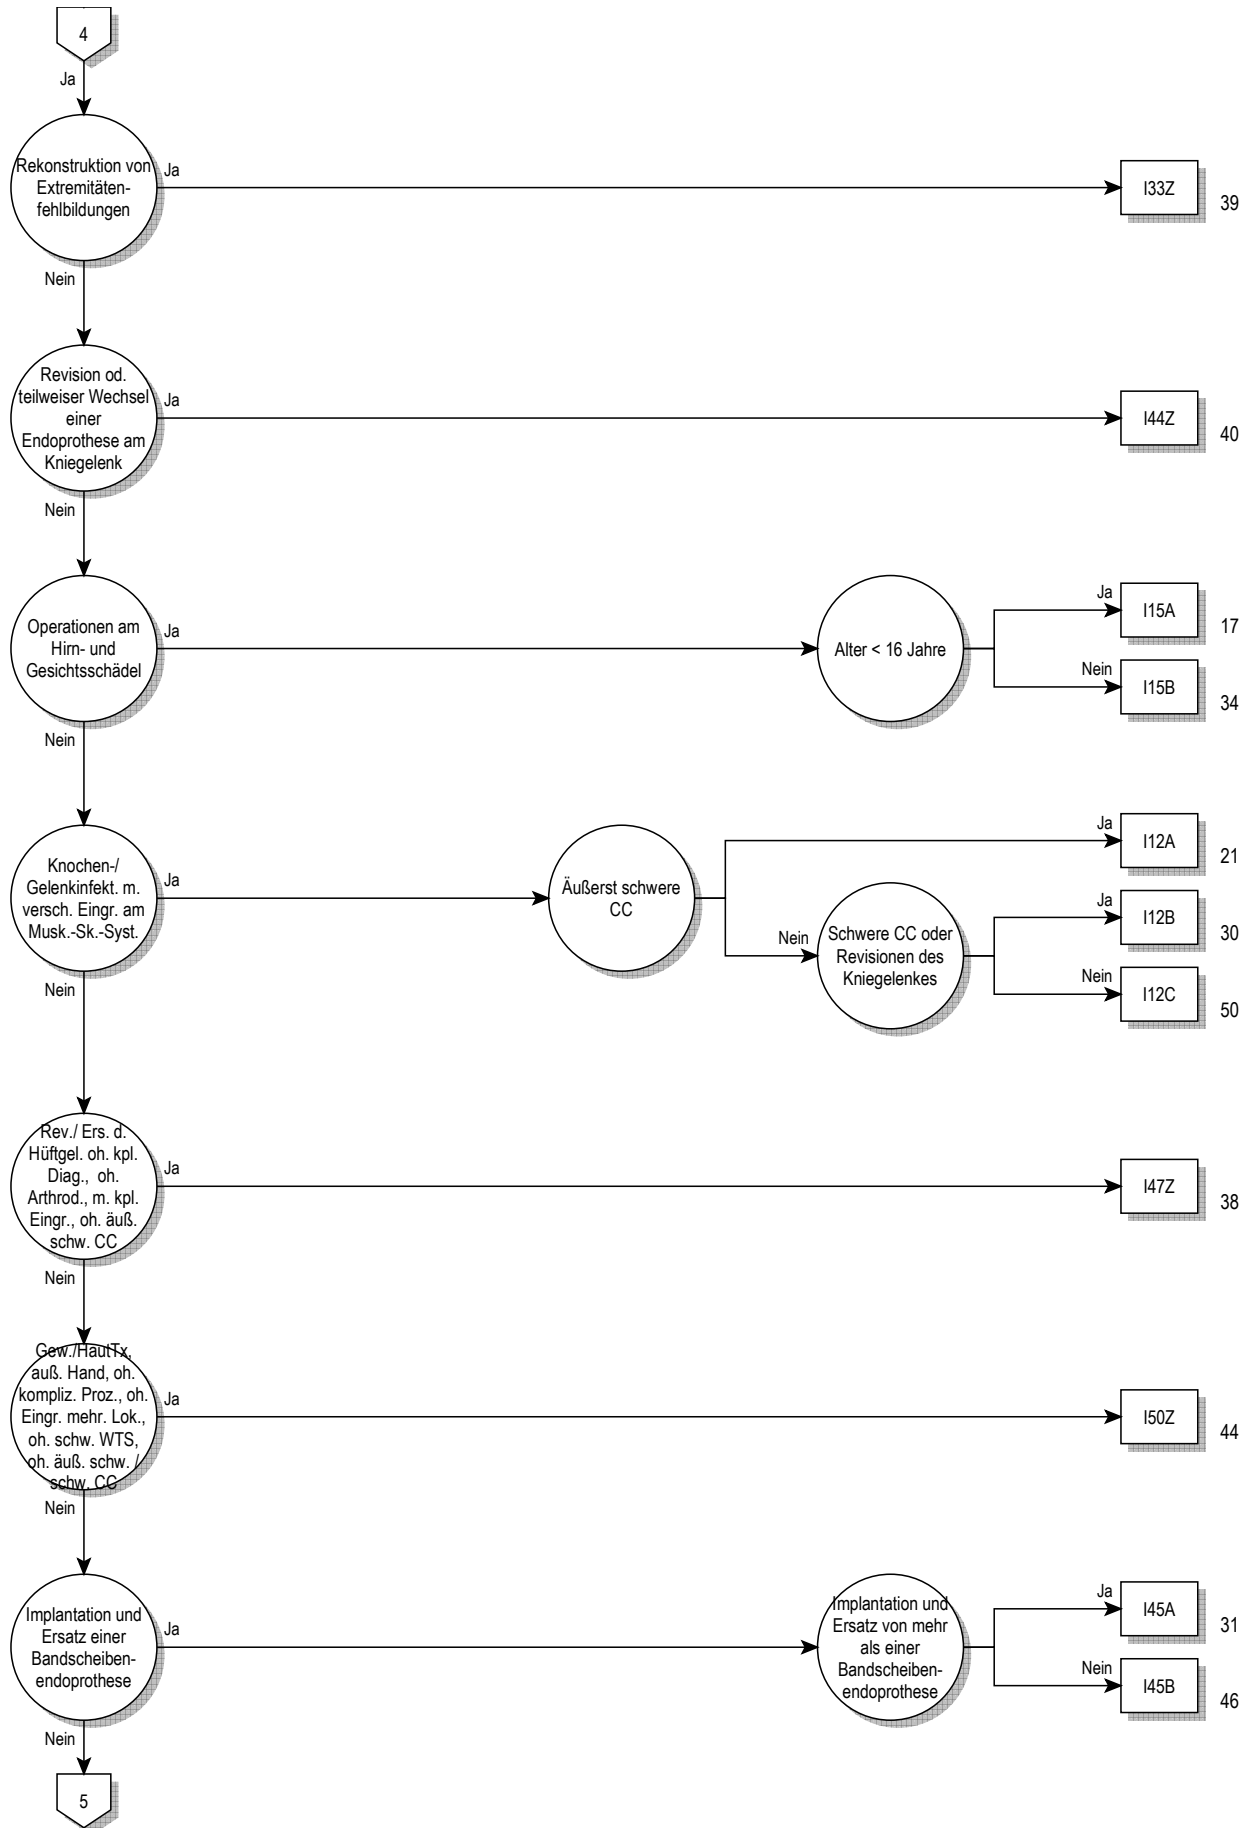 4
Ja
Rekonstruktion von
Extremitäten-
fehlbildungen
Ja
I33Z
39
Nein
Revision od.
teilweiser Wechsel
einer
Endoprothese am
Kniegelenk
Ja
I44Z
40
Nein
Operationen am
Hirn- und
Gesichtsschädel
Ja
Alter < 16 Jahre
Ja
I15A
17
Nein
I15B
34
Nein
Knochen-/
Gelenkinfekt. m.
versch. Eingr. am
Musk.-Sk.-Syst.
Ja
Äußerst schwere
CC
Ja
I12A
21
Nein
Schwere CC oder
Revisionen des
Kniegelenkes
Ja
I12B
30
Nein
I12C
50
Nein
Rev./ Ers. d.
Hüftgel. oh. kpl.
Diag., oh.
Arthrod., m. kpl.
Eingr., oh. äuß.
schw. CC
Ja
I47Z
38
Nein
Gew./HautTx,
auß. Hand, oh.
kompliz. Proz., oh.
Eingr. mehr. Lok.,
oh. schw. WTS,
oh. äuß. schw. /
schw. CC
Ja
I50Z
44
Nein
Implantation und
Ersatz einer
Bandscheiben-
endoprothese
Ja
Implantation und
Ersatz von mehr
als einer
Bandscheiben-
endoprothese
Ja
I45A
31
Nein
I45B
46
Nein
5